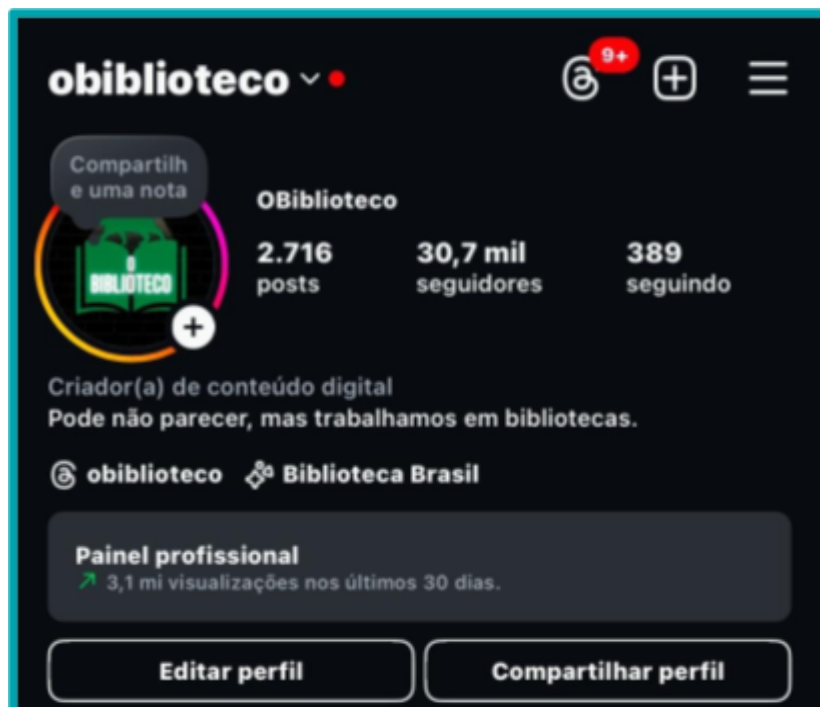 obiblioteco
9+
Compartilh
e uma nota
OBiblioteco
2.716 30,7 mil 389
posts seguidores seguindo
O
BIBLIOTECO
Criador(a) de conteúdo digital
Pode não parecer, mas trabalhamos em bibliotecas.
obiblioteco Biblioteca Brasil
Painel profissional
3,1 mi visualizações nos últimos 30 dias.
Editar perfil Compartilhar perfil